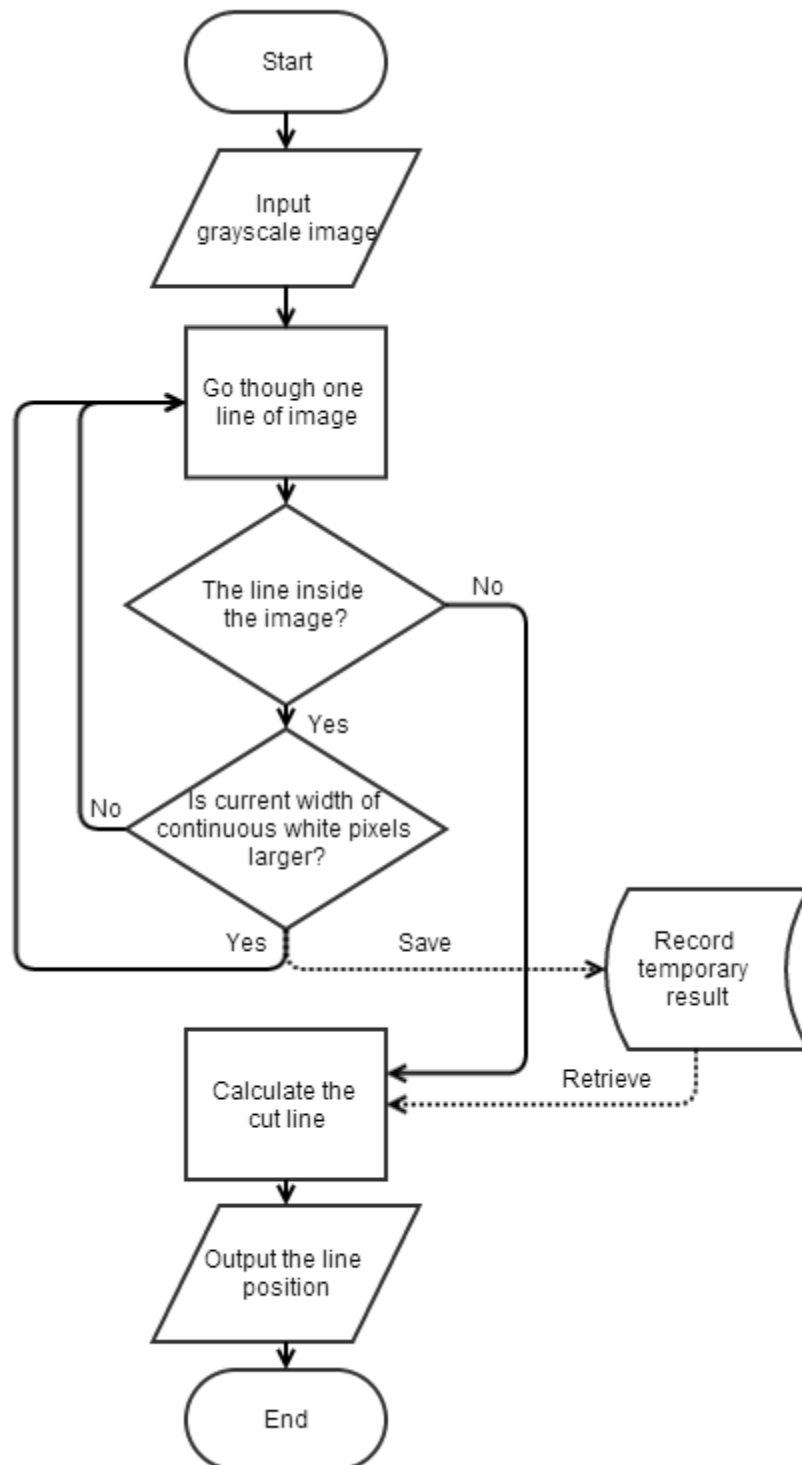 Start
Input
grayscale image
Go though one
line of image
The line inside
the image?
No
Yes
Is current width of
continuous white pixels
larger?
No
Yes
Save
Record
temporary
result
Retrieve
Calculate the
cut line
Output the line
position
End